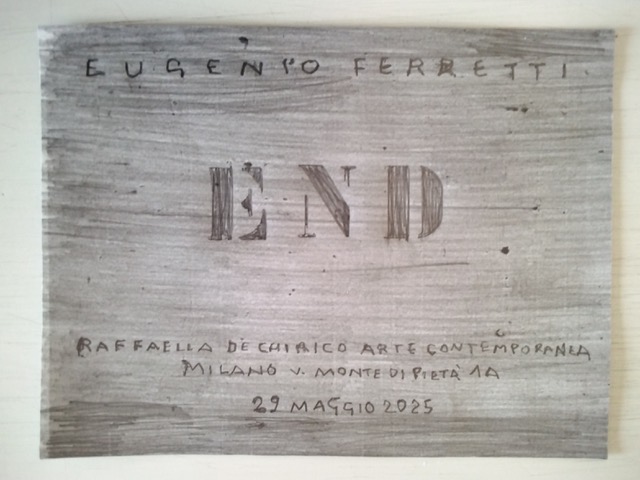 EUGENIO FERRETTI.
END
RAFFAELLA DE CHIRICO ARTE CONTEMPORANEA
MILANO V. MONTE DI PIETÀ 1A
29 MAGGIO 2025